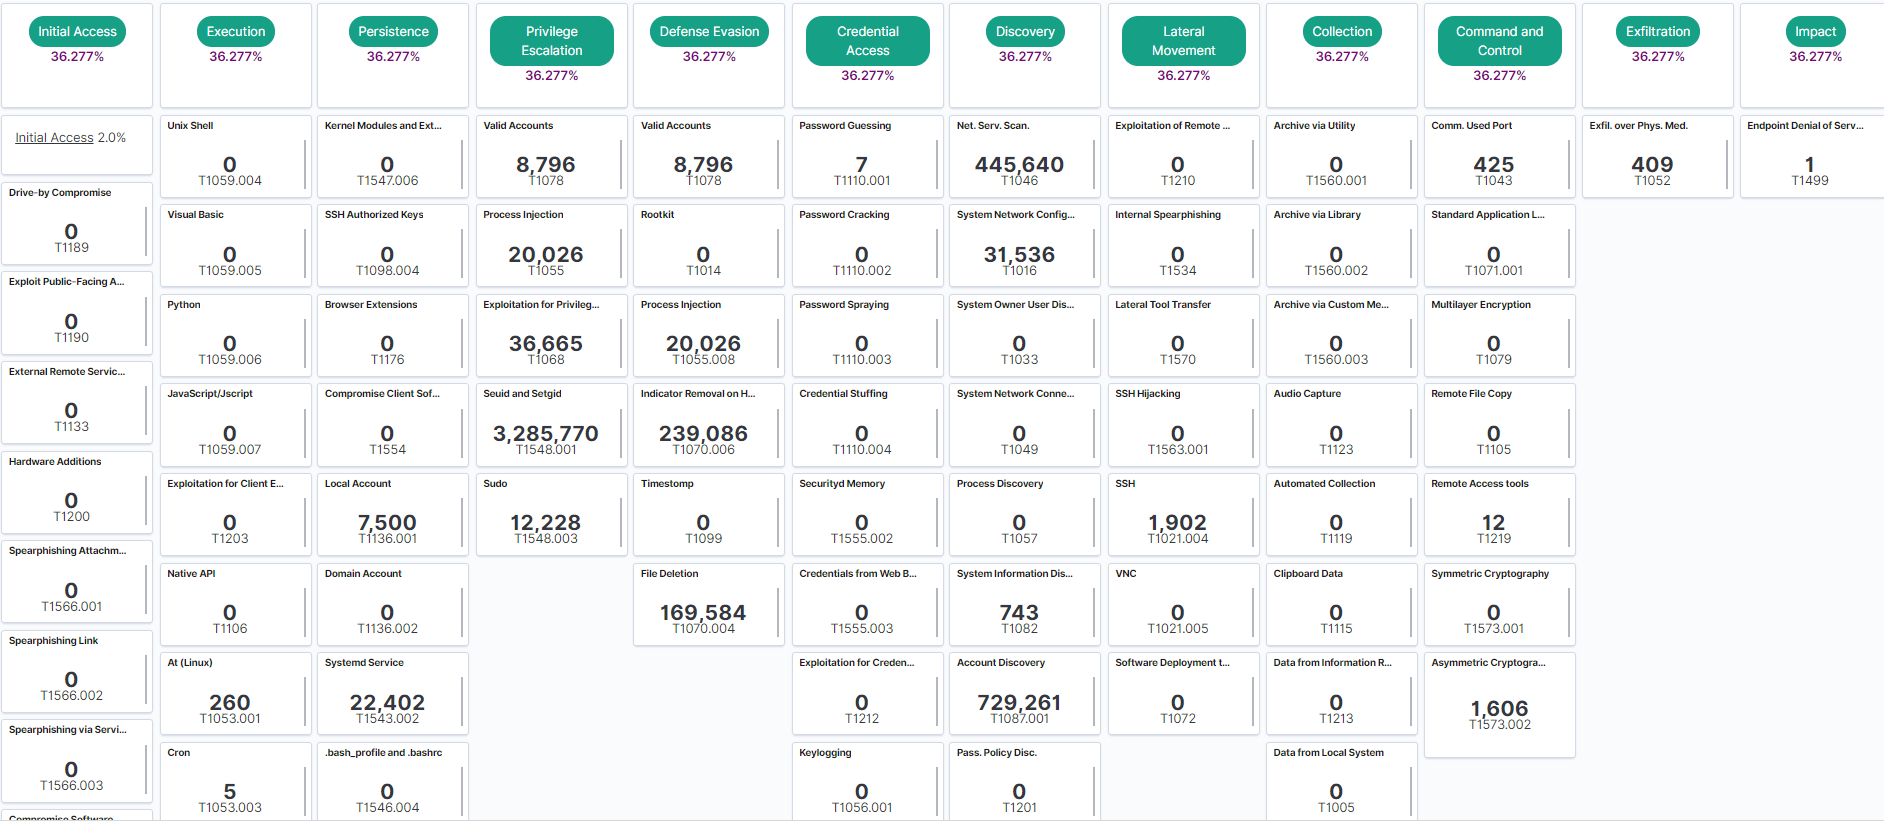 Initial Access
36.277%
Initial Access 2.0%
Drive-by Compromise
0
T1189
Exploit Public-Facing A...
0
T1190
External Remote Servic...
0
T1133
Hardware Additions
0
T1200
Spearphishing Attachm...
0
T1566.001
Spearphishing Link
0
T1566.002
Spearphishing via Servi...
0
T1566.003
Compromise Software
Execution
36.277%
Unix Shell
0
T1059.004
Visual Basic
0
T1059.005
Python
0
T1059.006
JavaScript/Jscript
0
T1059.007
Exploitation for Client E...
0
T1203
Native API
0
T1106
At (Linux)
260
T1053.001
Cron
5
T1053.003
Persistence
36.277%
Kernel Modules and Ext...
0
T1547.006
SSH Authorized Keys
0
T1098.004
Browser Extensions
0
T1176
Compromise Client Sof...
0
T1554
Local Account
7,500
T1136.001
Domain Account
0
T1136.002
Systemd Service
22,402
T1543.002
.bash_profile and .bashrc
0
T1546.004
Privilege
Escalation
36.277%
Valid Accounts
8,796
T1078
Process Injection
20,026
T1055
Exploitation for Privileg...
36,665
T1068
Seuid and Setgid
3,285,770
T1548.001
Sudo
12,228
T1548.003
Defense Evasion
36.277%
Valid Accounts
8,796
T1078
Rootkit
0
T1014
Process Injection
20,026
T1055.008
Indicator Removal on H...
239,086
T1070.006
Timestomp
0
T1099
File Deletion
169,584
T1070.004
Credential
Access
36.277%
Password Guessing
7
T1110.001
Password Cracking
0
T1110.002
Password Spraying
0
T1110.003
Credential Stuffing
0
T1110.004
Securityd Memory
0
T1555.002
Credentials from Web B...
0
T1555.003
Exploitation for Creden...
0
T1212
Keylogging
0
T1056.001
Discovery
36.277%
Net. Serv. Scan.
445,640
T1046
System Network Config...
31,536
T1016
System Owner User Dis...
0
T1033
System Network Conne...
0
T1049
Process Discovery
0
T1057
System Information Dis...
743
T1082
Account Discovery
729,261
T1087.001
Pass. Policy Disc.
0
T1201
Lateral
Movement
36.277%
Exploitation of Remote ...
0
T1210
Internal Spearphishing
0
T1534
Lateral Tool Transfer
0
T1570
SSH Hijacking
0
T1563.001
SSH
1,902
T1021.004
VNC
0
T1021.005
Software Deployment t...
0
T1072
Collection
36.277%
Archive via Utility
0
T1560.001
Archive via Library
0
T1560.002
Archive via Custom Me...
0
T1560.003
Audio Capture
0
T1123
Automated Collection
0
T1119
Clipboard Data
0
T1115
Data from Information R...
0
T1213
Data from Local System
0
T1005
Command and
Control
36.277%
Comm. Used Port
425
T1043
Standard Application L...
0
T1071.001
Multilayer Encryption
0
T1079
Remote File Copy
0
T1105
Remote Access tools
12
T1219
Symmetric Cryptography
0
T1573.001
Asymmetric Cryptogra...
1,606
T1573.002
Exfiltration
36.277%
Exfil. over Phys. Med.
409
T1052
Impact
36.277%
Endpoint Denial of Serv...
1
T1499